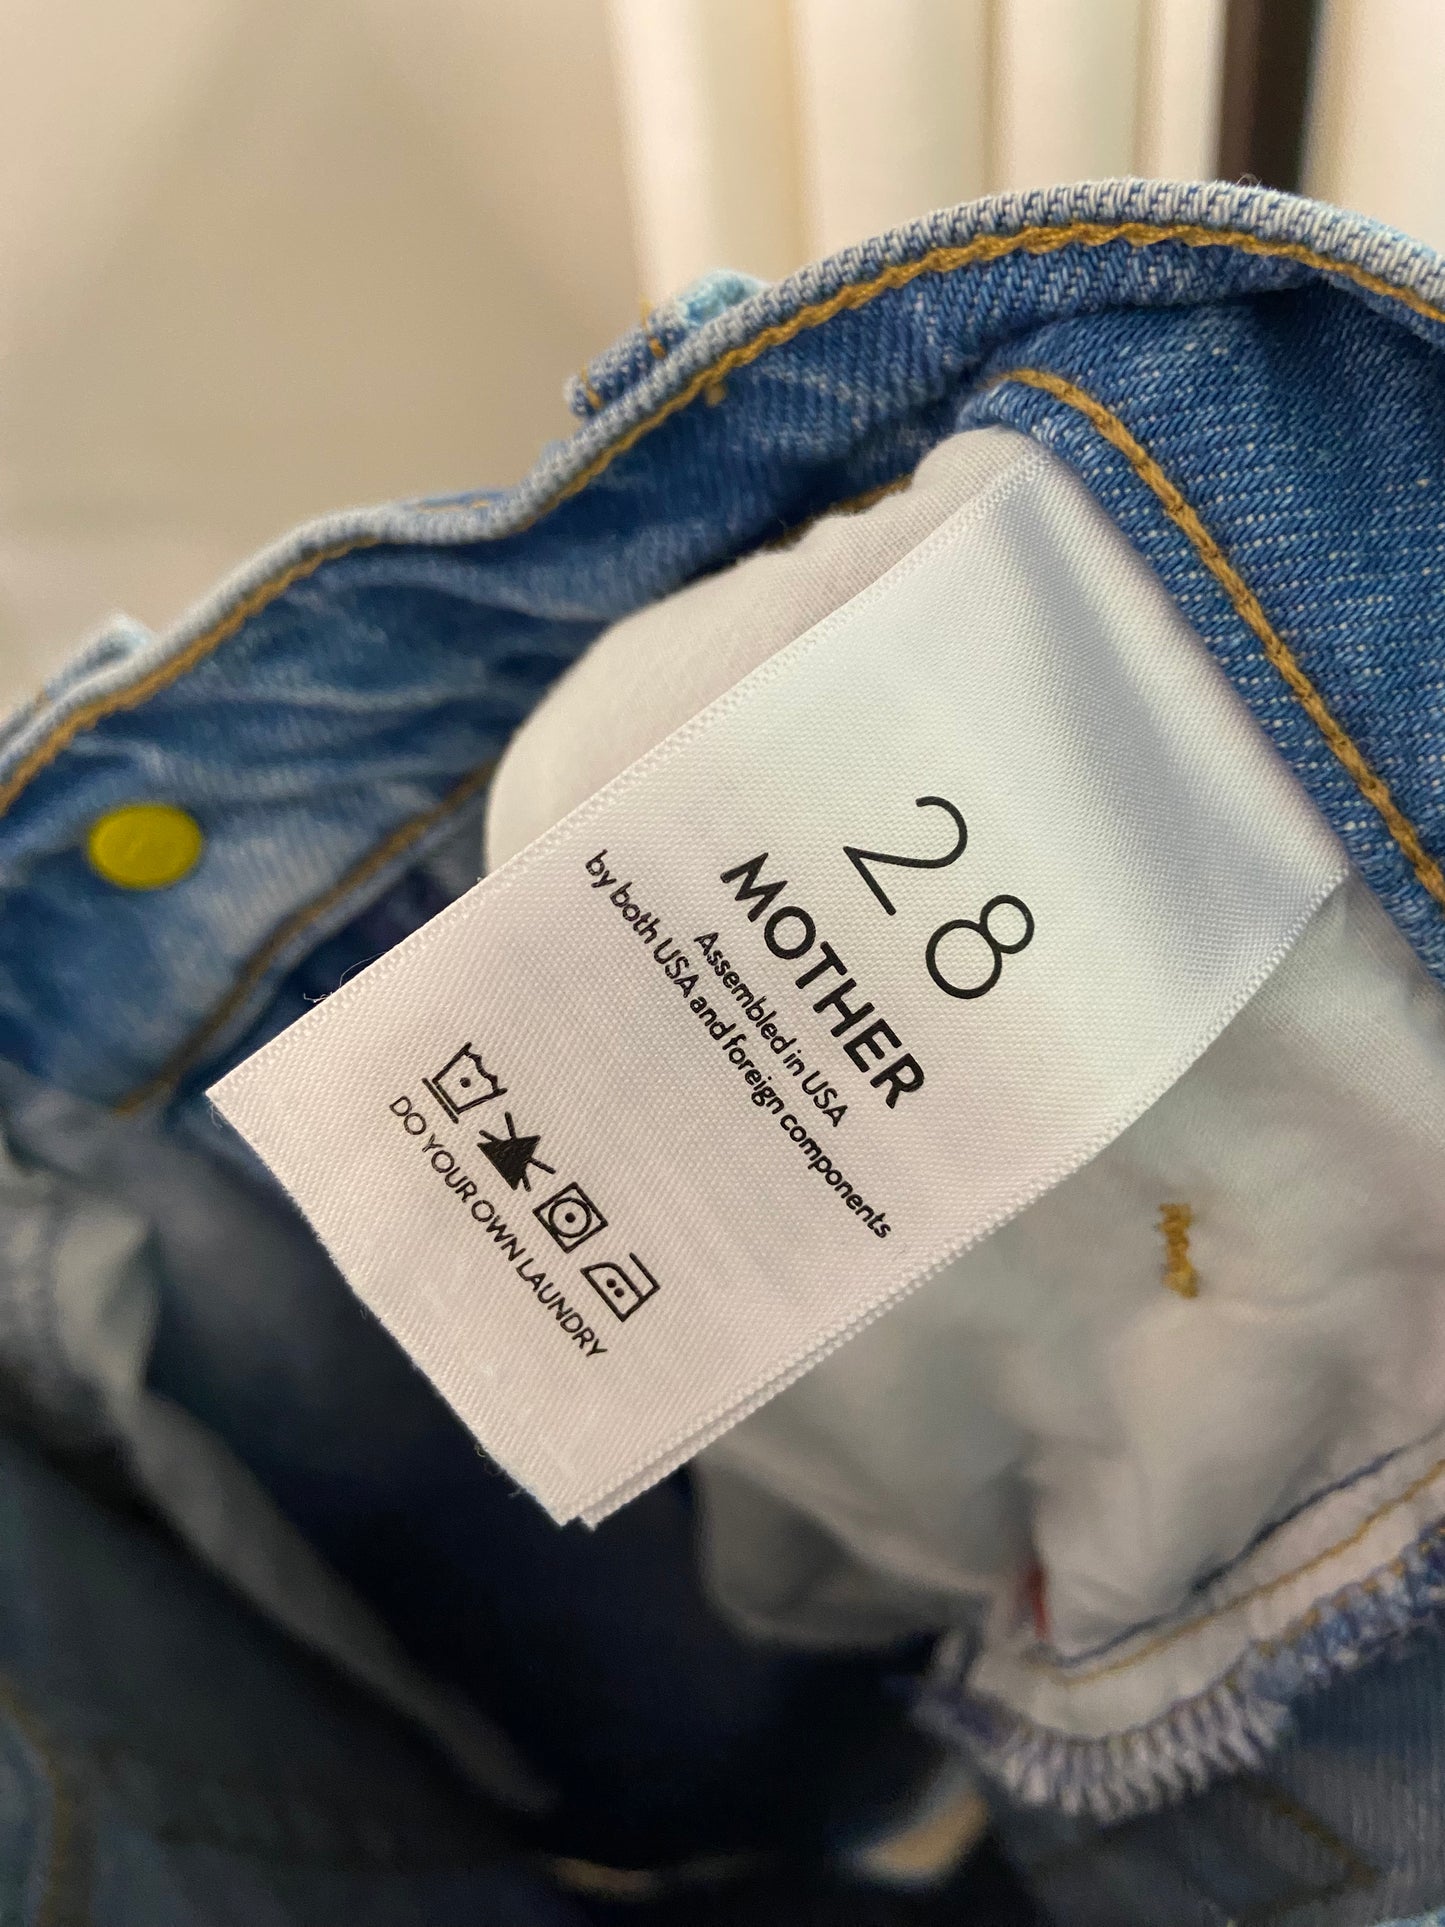 28
MOTHER
Assembled in USA
by both USA and foreign components
DO YOUR OWN LAUNDRY